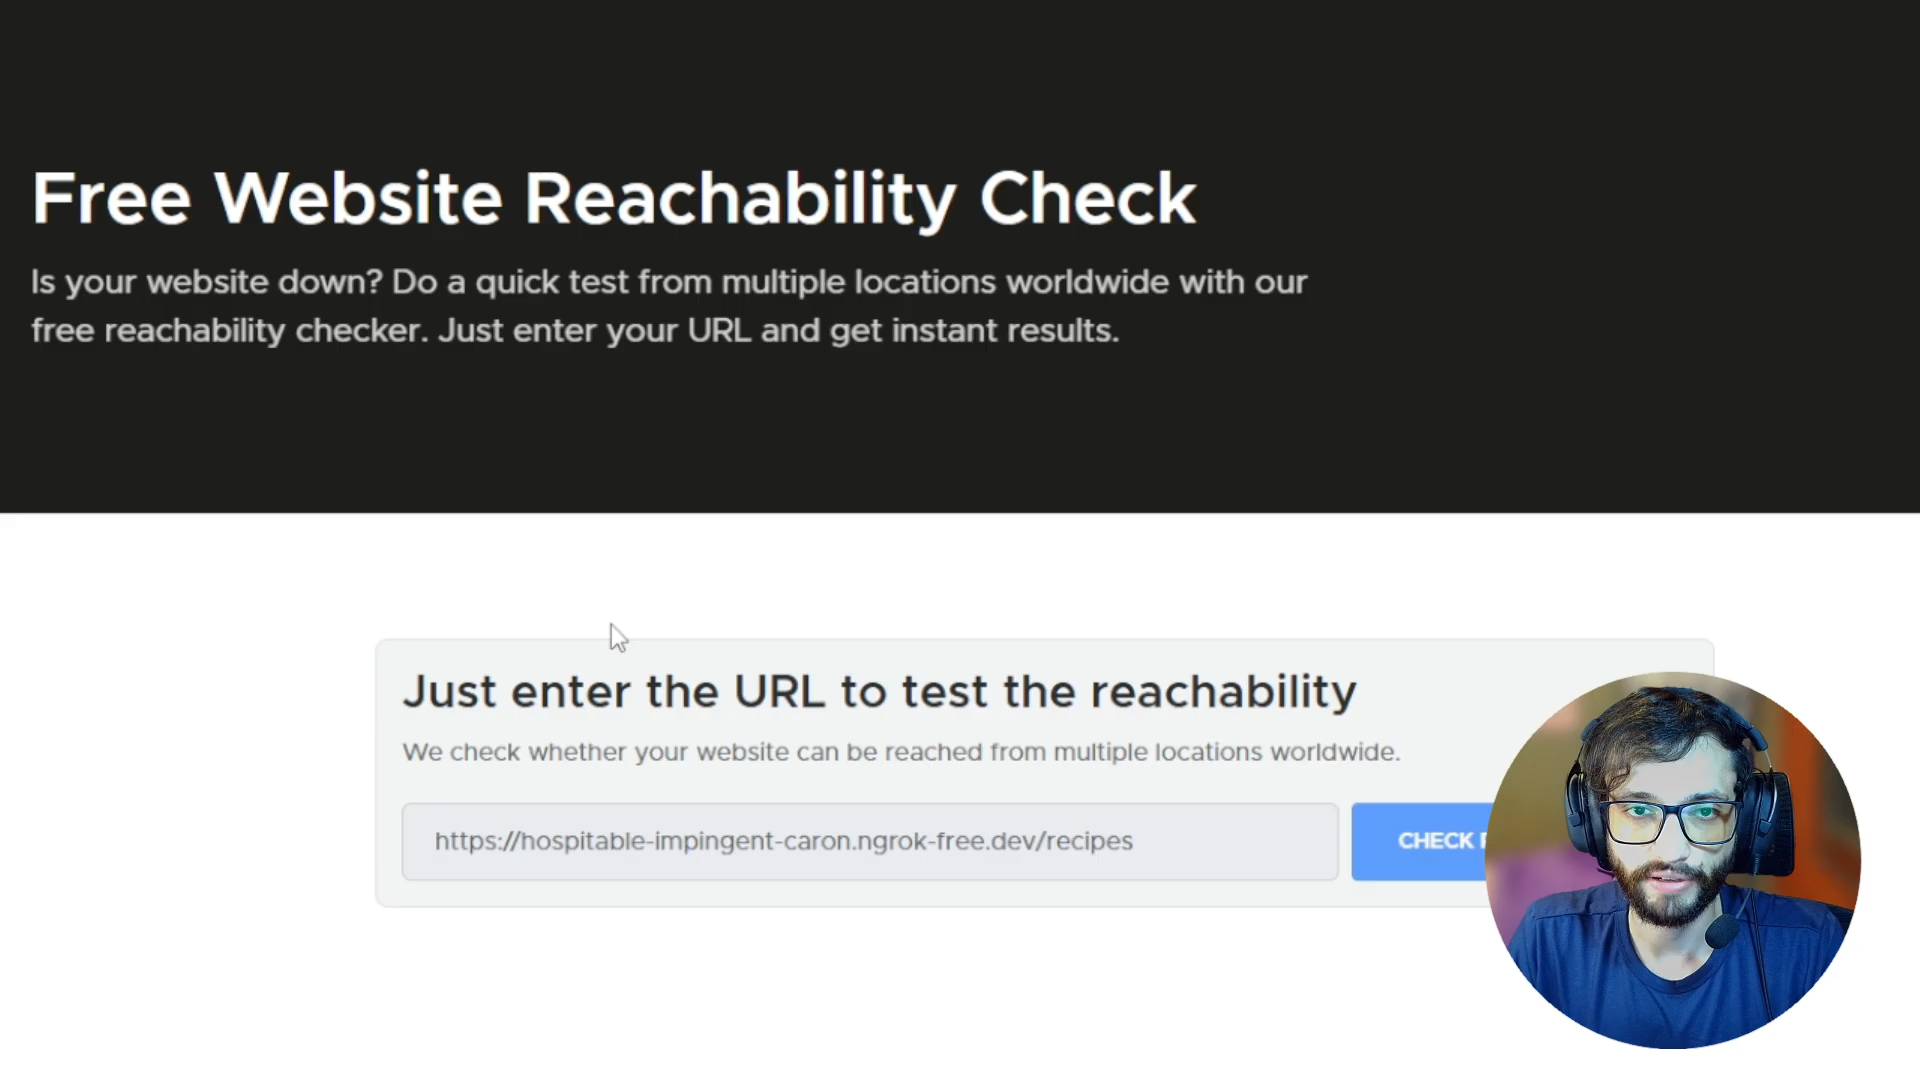 Free Website Reachability Check
Is your website down? Do a quick test from multiple locations worldwide with our
free reachability checker. Just enter your URL and get instant results.
Just enter the URL to test the reachability
We check whether your website can be reached from multiple locations worldwide.
https://hospitable-impingent-caron.ngrok-free.dev/recipes
CHECK